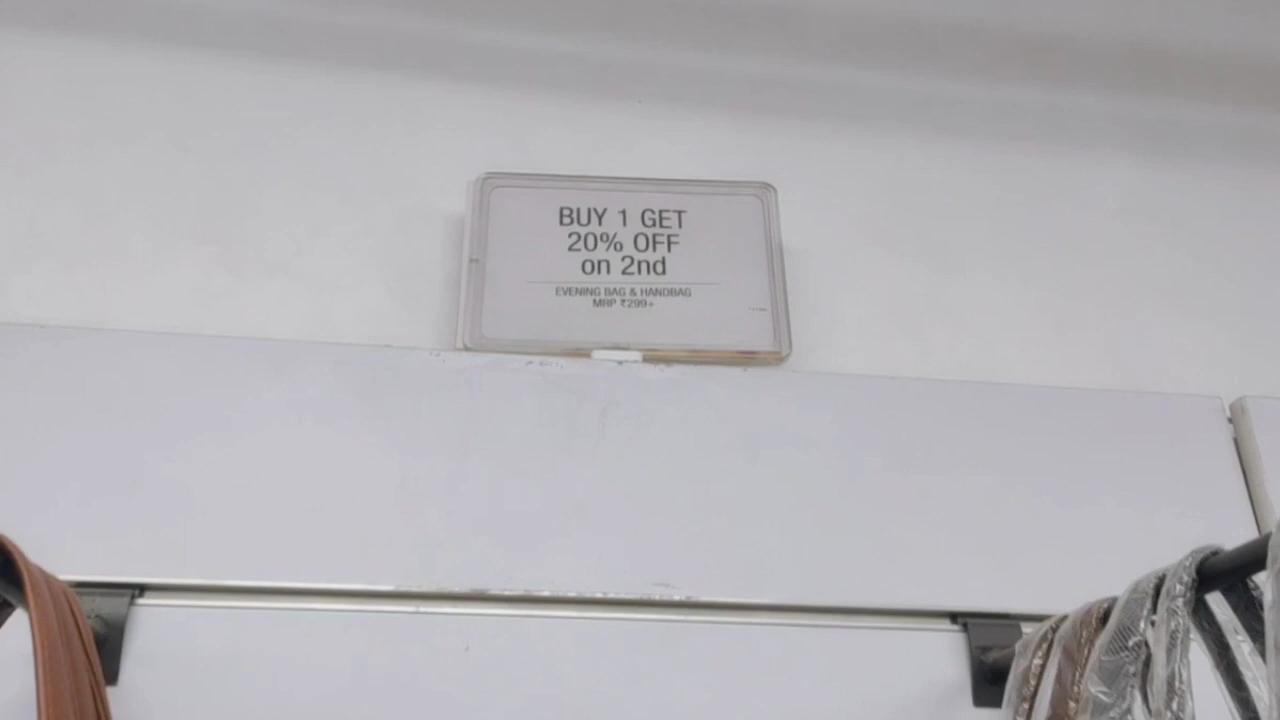 BUY 1 GET
20% OFF
on 2nd
EVENING BAG & HANDBAG
MRP ₹299+